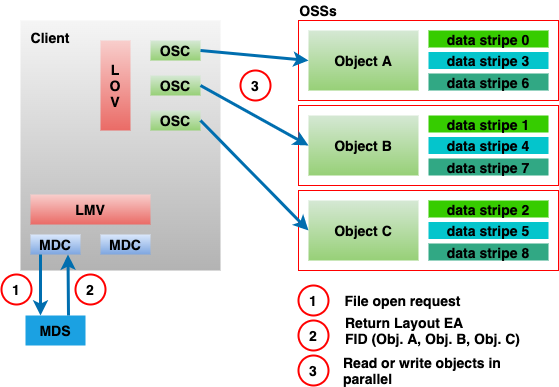 OSSs
Client
OSC
OSC
OSC
L
O
V
3
Object A
data stripe 0
data stripe 3
data stripe 6
Object B
data stripe 1
data stripe 4
data stripe 7
Object C
data stripe 2
data stripe 5
data stripe 8
LMV
MDC
MDC
1
2
MDS
1 File open request
2 Return Layout EA
FID (Obj. A, Obj. B, Obj. C)
3 Read or write objects in
parallel